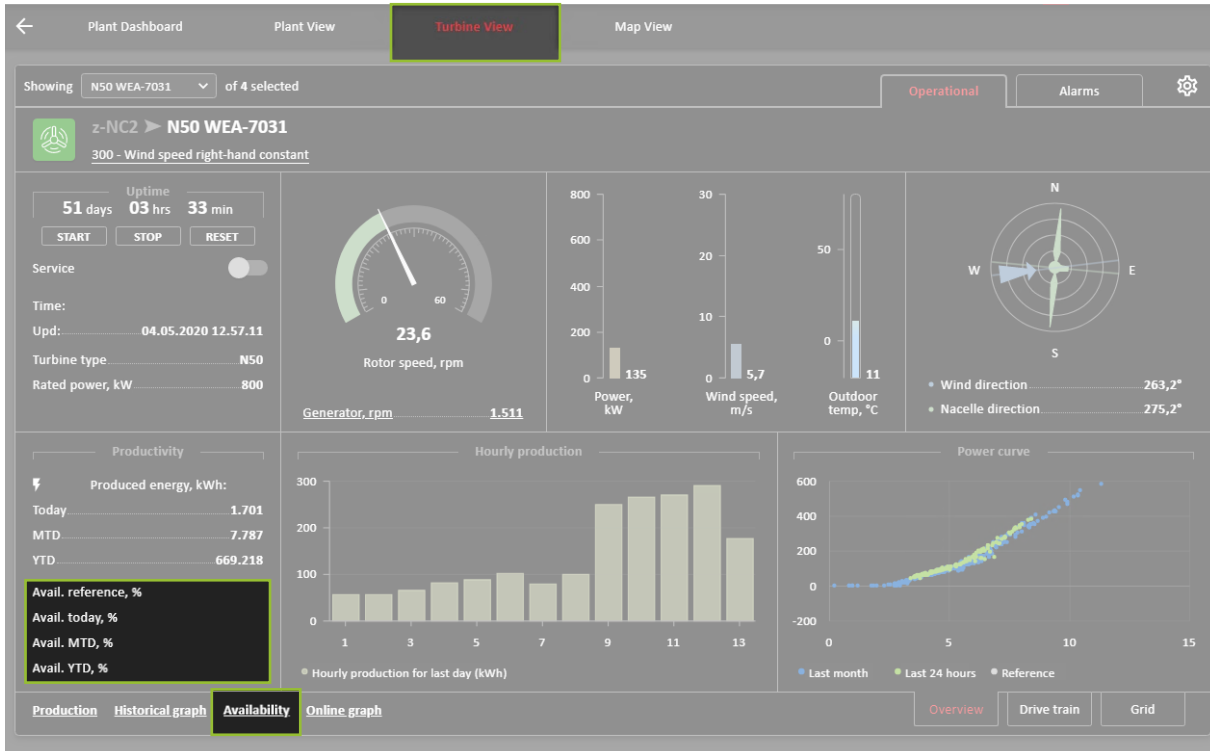 Plant Dashboard Plant View Turbine View Map View
Showing N50 WEA-7031 of 4 selected
Operational Alarms
z-NC2 ➤ N50 WEA-7031
300 - Wind speed right-hand constant
Uptime
51 days 03 hrs 33 min
START STOP RESET
Service
Time:
Upd: 04.05.2020 12.57.11
Turbine type N50
Rated power, kW 800
0 60
23,6
Rotor speed, rpm
Generator, rpm 1.511
800
600
400
200
0
135
Power,
kW
30
20
10
0
5,7
Wind speed,
m/s
50
0
11
Outdoor
temp, °C
N
W E
S
Wind direction 263,2°
Nacelle direction 275,2°
Productivity
Produced energy, kWh:
Today 1.701
MTD 7.787
YTD 669.218
Avail. reference, %
Avail. today, %
Avail. MTD, %
Avail. YTD, %
Hourly production
300
200
100
0
1 3 5 7 9 11 13
Hourly production for last day (kWh)
Power curve
600
400
200
0
-200
0 5 10 15
Last month Last 24 hours Reference
Production Historical graph Availability Online graph
Overview Drive train Grid